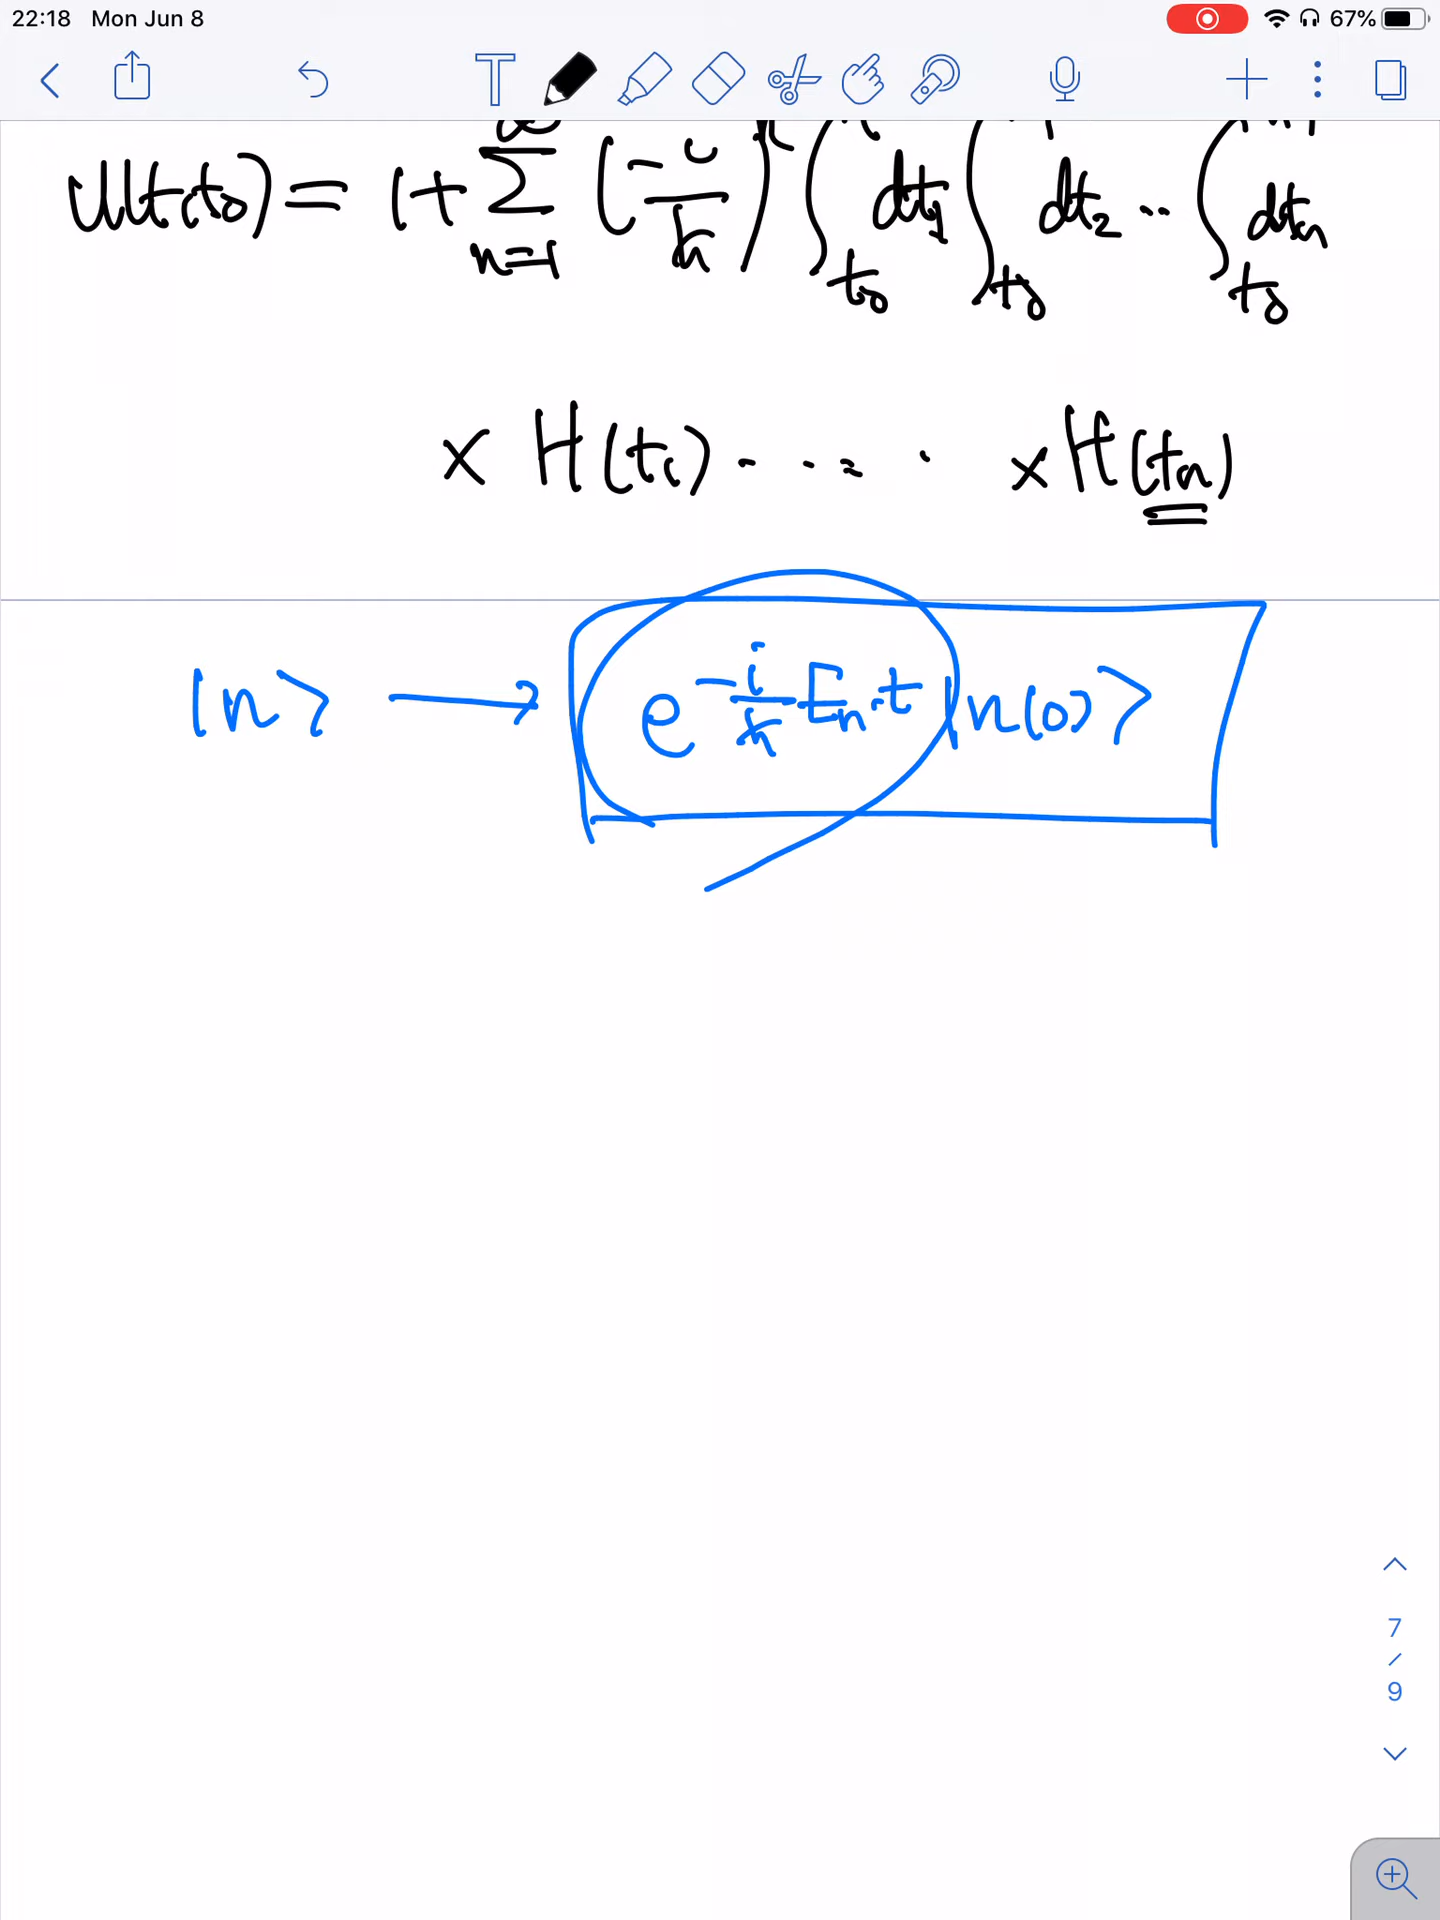 22:18 Mon Jun 8 67%
T
U(t,t₀) = 1 + ∑ₙ₌₁^∞ (-i/ħ)ⁿ ∫ₜ₀ dt₁ ∫ₜ₀ dt₂ ... ∫ₜ₀ dtₙ
x H(t₁) ..... x H(tₙ)
|n> → e^(-i/ħ Eₙ·t) |n(0)>
7
/
9